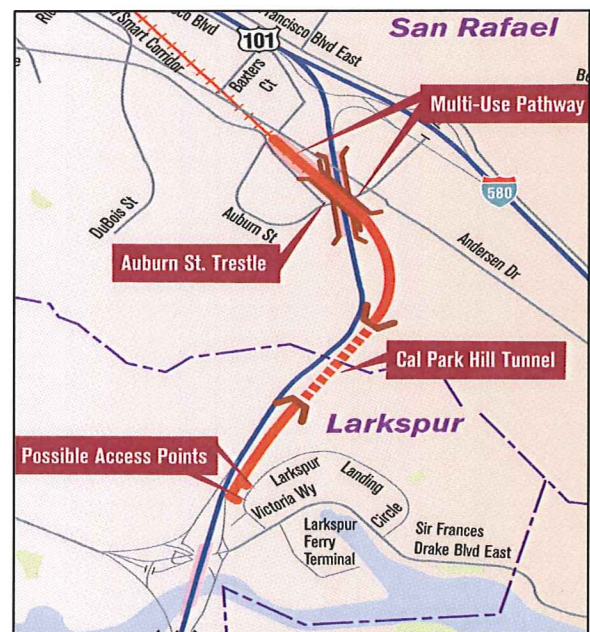 San Rafael
101
sco Blvd
Francisco Blvd East
Smart Corridor
Baxters
Ct
Multi-Use Pathway
580
DuBois St
Auburn St
Andersen Dr
Auburn St. Trestle
Cal Park Hill Tunnel
Larkspur
Possible Access Points
Larkspur
Landing
Circle
Victoria Wy
Larkspur
Ferry
Terminal
Sir Frances
Drake Blvd East